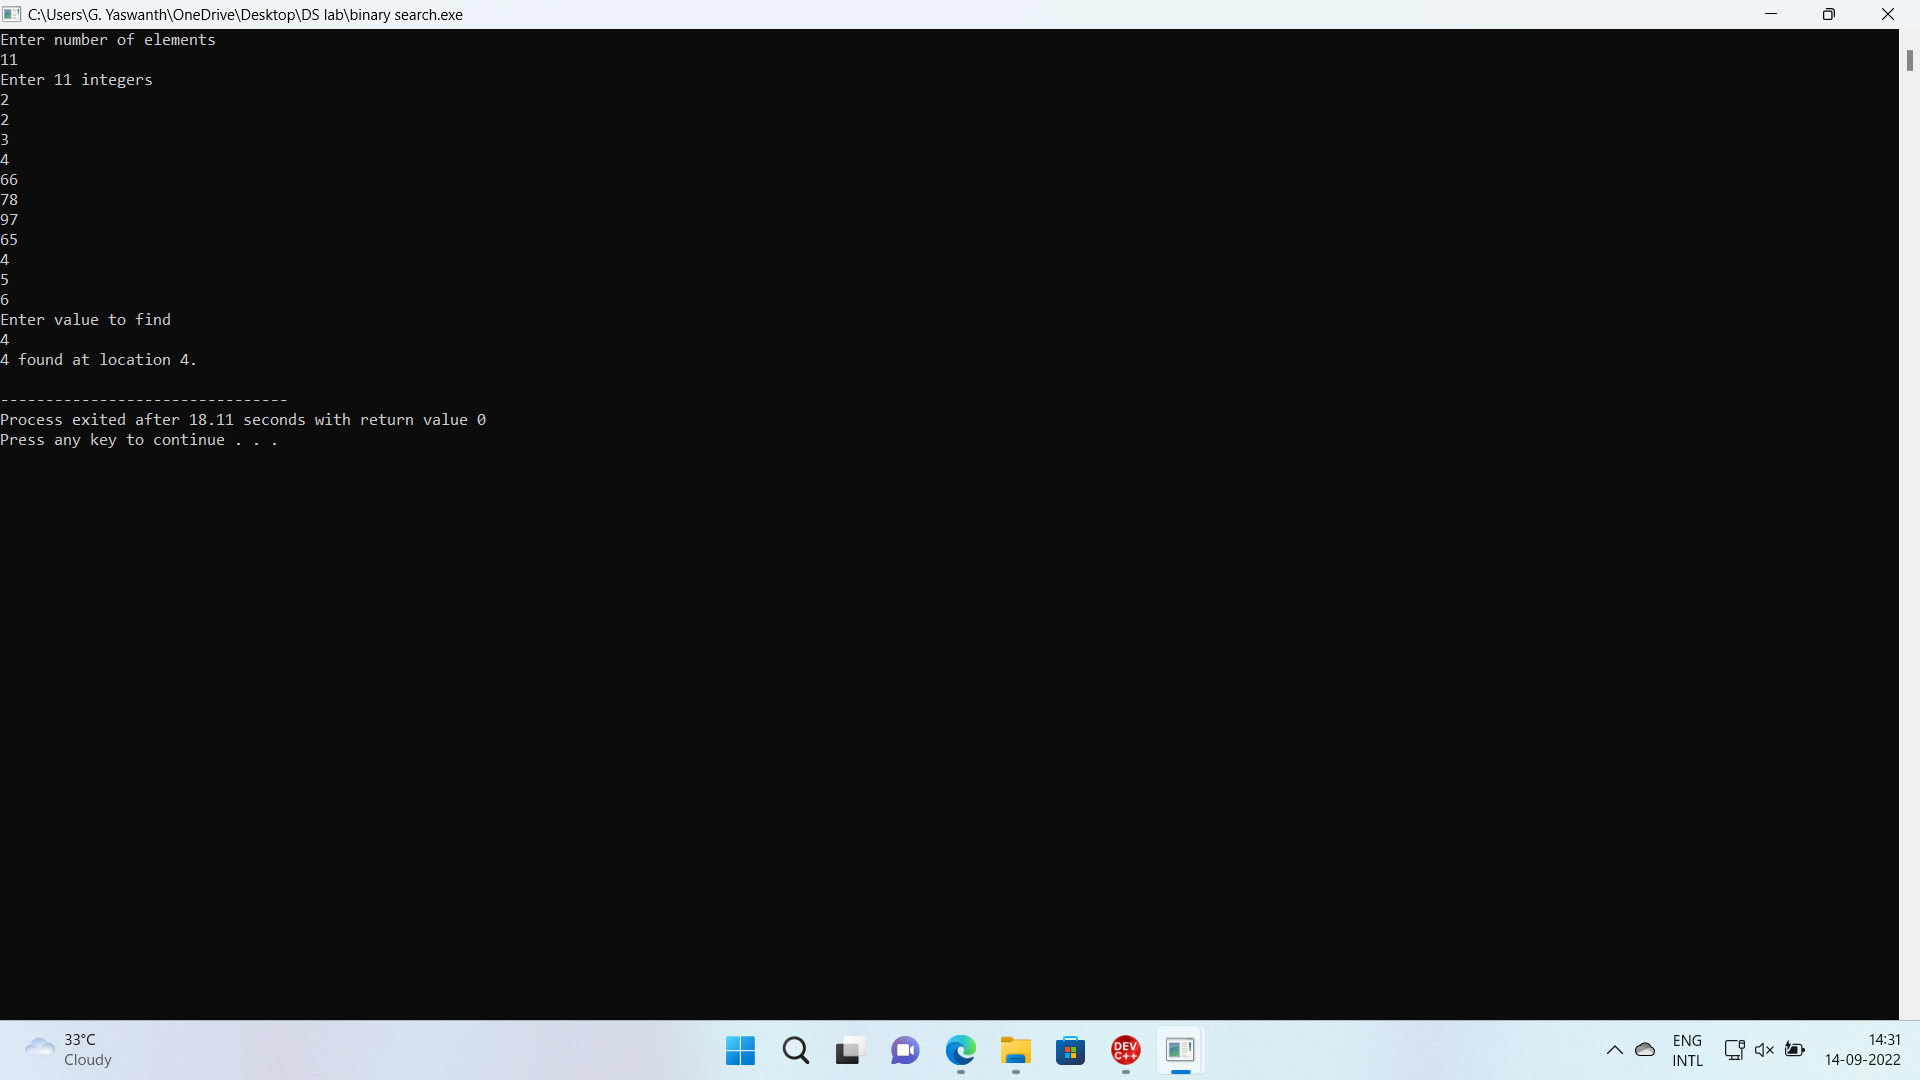 C:\Users\G. Yaswanth\OneDrive\Desktop\DS lab\binary search.exe
Enter number of elements
11
Enter 11 integers
2
2
3
4
66
78
97
65
4
5
6
Enter value to find
4
4 found at location 4.
--------------------------------
Process exited after 18.11 seconds with return value 0
Press any key to continue . . .
33°C
Cloudy
DEV
C++
ENG
INTL
14:31
14-09-2022